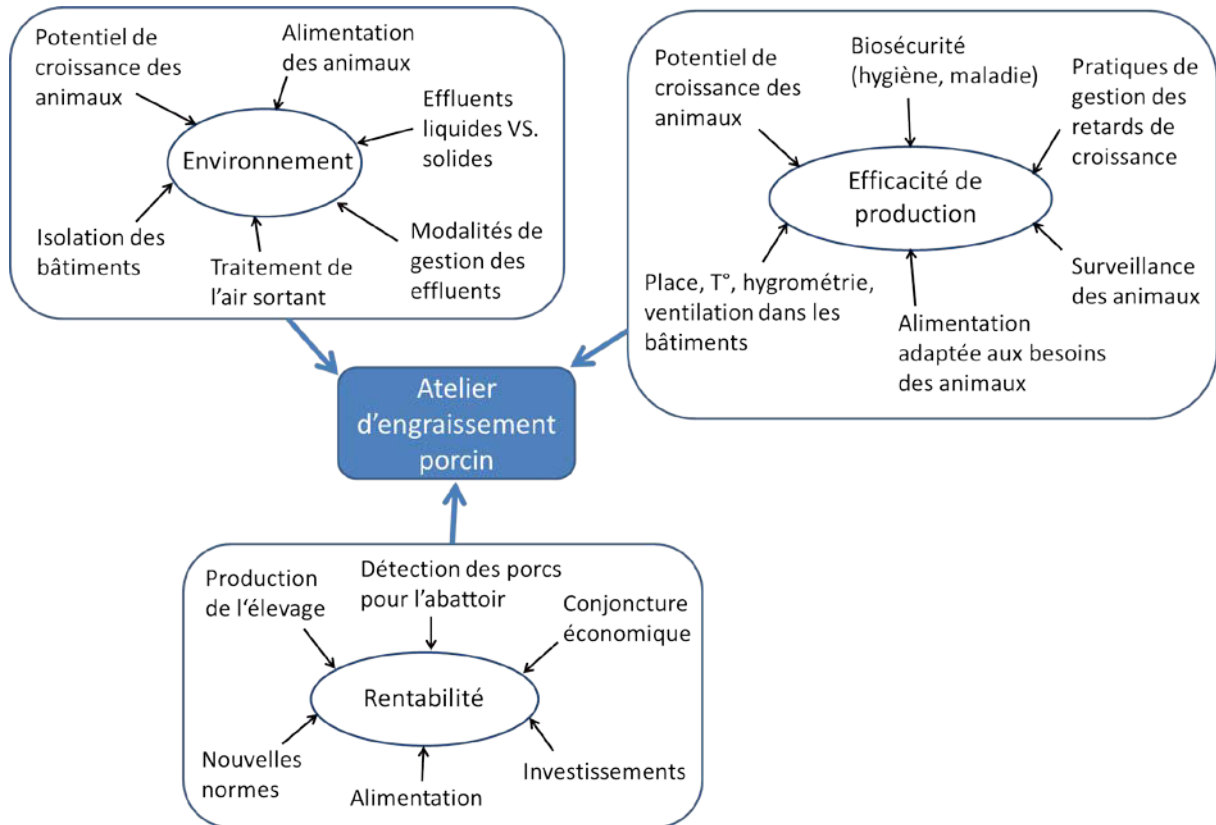 Potentiel de
croissance des
animaux
Alimentation
des animaux
Effluents
liquides VS.
solides
Environnement
Isolation des
bâtiments
Traitement de
l'air sortant
Modalités de
gestion des
effluents
Potentiel de
croissance des
animaux
Biosécurité
(hygiène, maladie)
Pratiques de
gestion des
retards de
croissance
Efficacité de
production
Place, T°, hygrométrie,
ventilation dans les
bâtiments
Alimentation
adaptée aux besoins
des animaux
Surveillance
des animaux
Atelier
d'engraissement
porcin
Production
de l'élevage
Détection des porcs
pour l'abattoir
Conjoncture
économique
Rentabilité
Nouvelles
normes
Alimentation
Investissements